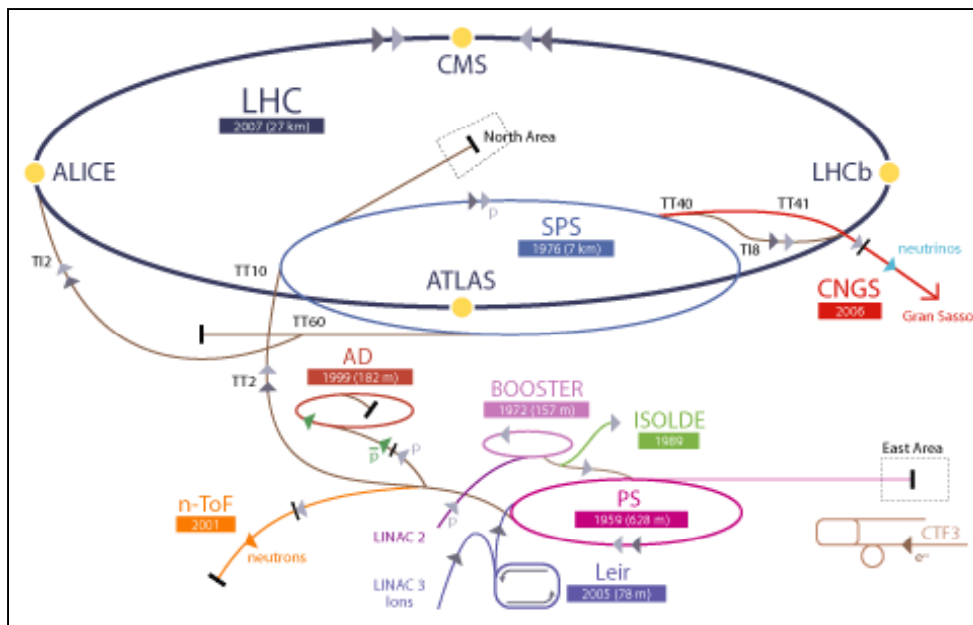 CMS
LHC
2007 (27 km)
North Area
ALICE
LHCb
p
TT40
TT41
SPS
1976 (7 km)
TI8
neutrinos
TI2
TT10
ATLAS
CNGS
2006
Gran Sasso
TT60
AD
1999 (182 m)
TT2
BOOSTER
1972 (157 m)
ISOLDE
1989
p
p̅
East Area
n-ToF
2001
PS
1959 (628 m)
LINAC 2
p
neutrons
CTF3
e⁻
LINAC 3
Ions
Leir
2005 (78 m)